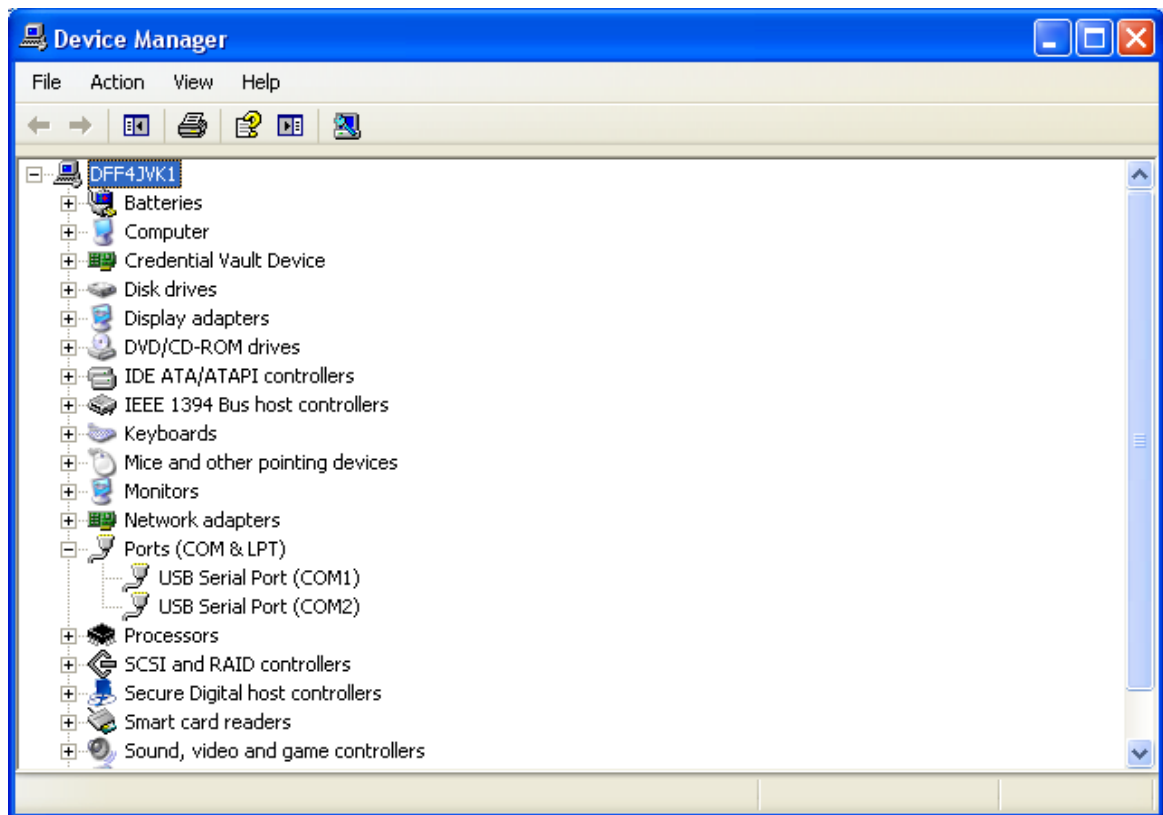 Device Manager
File Action View Help
DFF4JVK1
Batteries
Computer
Credential Vault Device
Disk drives
Display adapters
DVD/CD-ROM drives
IDE ATA/ATAPI controllers
IEEE 1394 Bus host controllers
Keyboards
Mice and other pointing devices
Monitors
Network adapters
Ports (COM & LPT)
USB Serial Port (COM1)
USB Serial Port (COM2)
Processors
SCSI and RAID controllers
Secure Digital host controllers
Smart card readers
Sound, video and game controllers